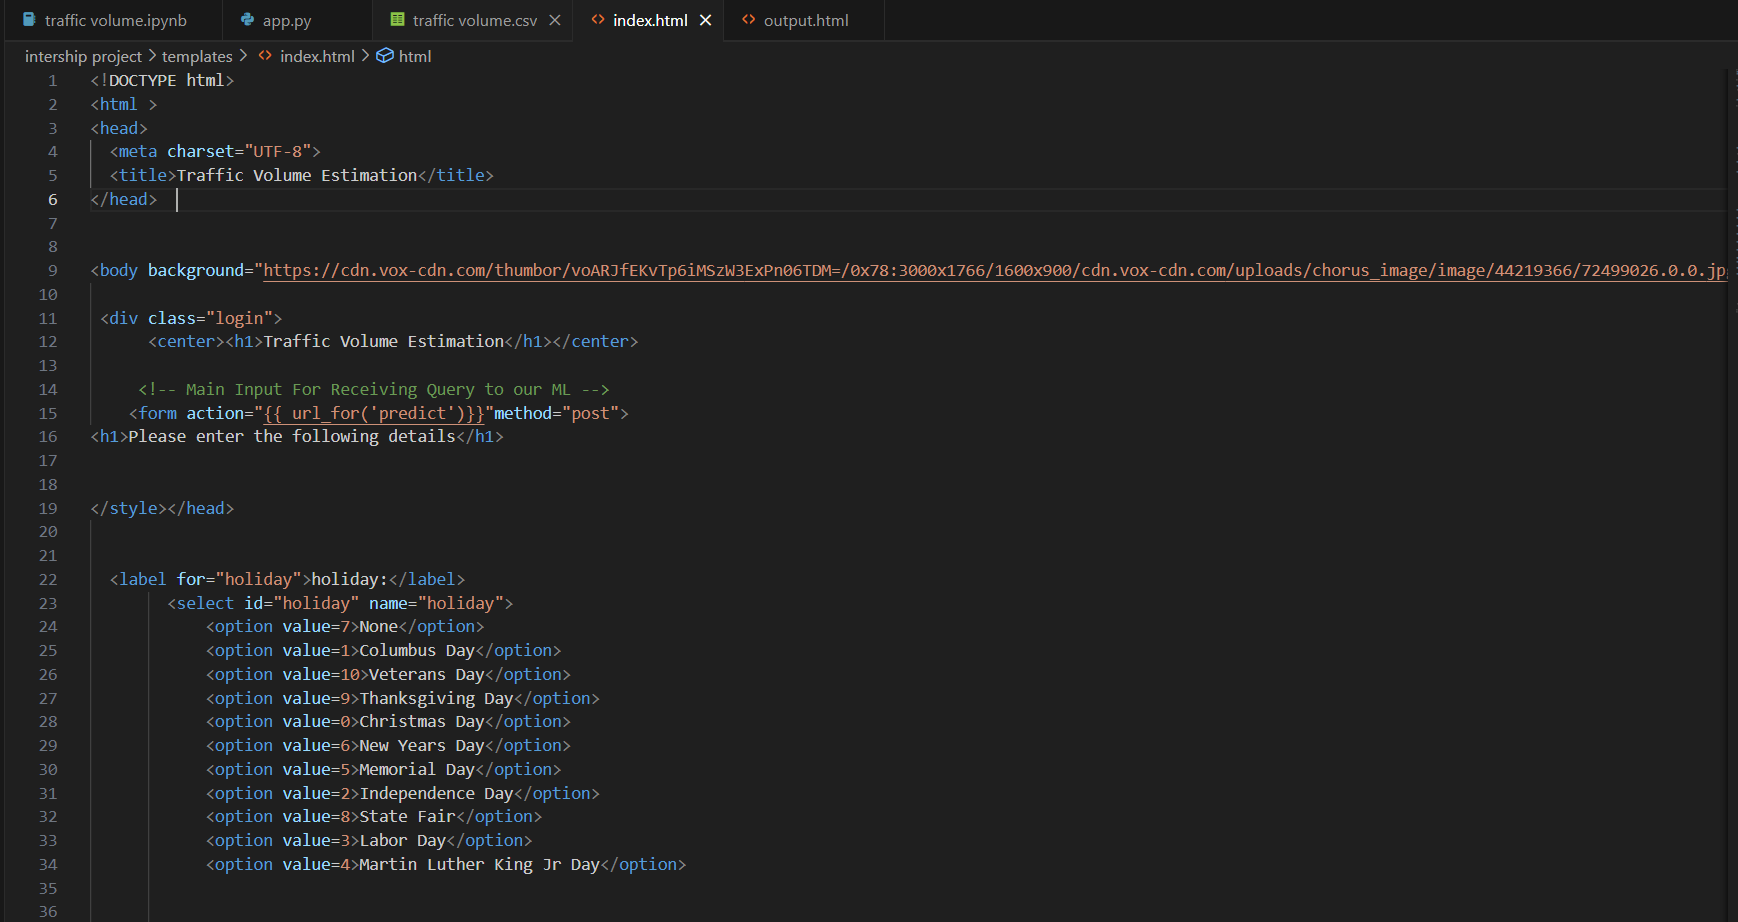 traffic volume.ipynb app.py traffic volume.csv index.html output.html
intership project > templates > index.html > html
1 <!DOCTYPE html>
2 <html >
3 <head>
4 <meta charset="UTF-8">
5 <title>Traffic Volume Estimation</title>
6 </head>
7
8
9 <body background="https://cdn.vox-cdn.com/thumbor/voARJfEKvTp6iMSzW3ExPn06TDM=/0x78:3000x1766/1600x900/cdn.vox-cdn.com/uploads/chorus_image/image/44219366/72499026.0.0.jp
10
11 <div class="login">
12 <center><h1>Traffic Volume Estimation</h1></center>
13
14 <!-- Main Input For Receiving Query to our ML -->
15 <form action="{{ url_for('predict')}}"method="post">
16 <h1>Please enter the following details</h1>
17
18
19 </style></head>
20
21
22 <label for="holiday">holiday:</label>
23 <select id="holiday" name="holiday">
24 <option value=7>None</option>
25 <option value=1>Columbus Day</option>
26 <option value=10>Veterans Day</option>
27 <option value=9>Thanksgiving Day</option>
28 <option value=0>Christmas Day</option>
29 <option value=6>New Years Day</option>
30 <option value=5>Memorial Day</option>
31 <option value=2>Independence Day</option>
32 <option value=8>State Fair</option>
33 <option value=3>Labor Day</option>
34 <option value=4>Martin Luther King Jr Day</option>
35
36